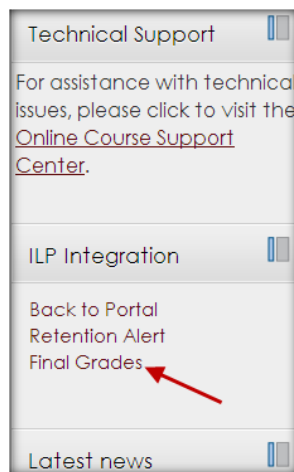 Technical Support
For assistance with technica
issues, please click to visit the
Online Course Support
Center.
ILP Integration
Back to Portal
Retention Alert
Final Grades
Latest news